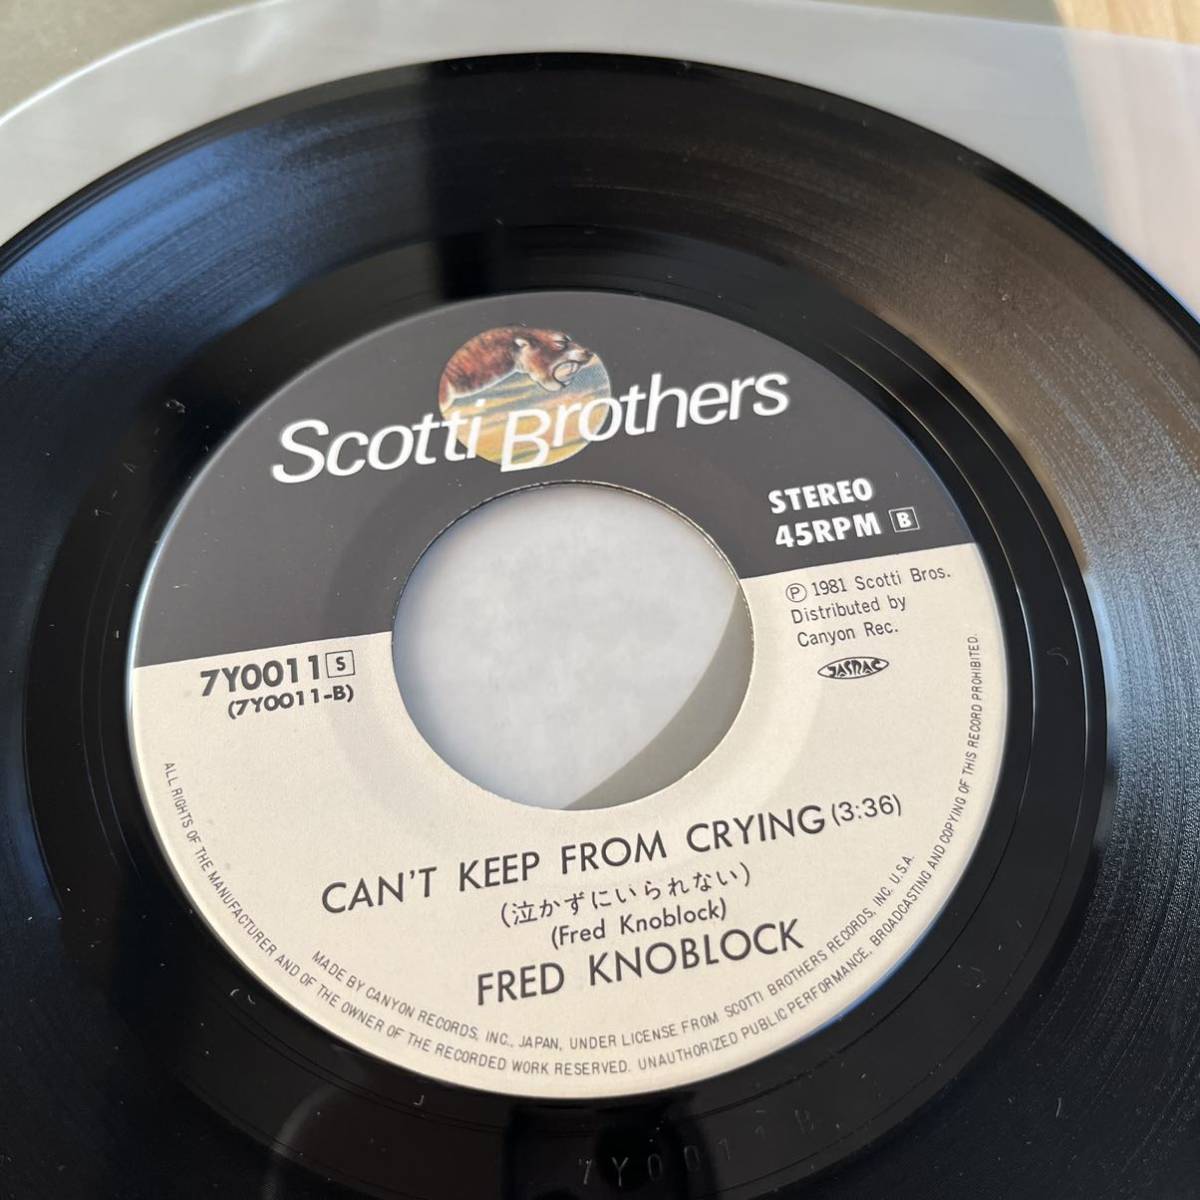 Scotti Brothers
STEREO
45RPM B
Ⓟ 1981 Scotti Bros.
Distributed by
Canyon Rec.
JASRAC
7Y0011 S
(7Y0011-B)
CAN'T KEEP FROM CRYING (3:36)
(泣かずにいられない)
(Fred Knoblock)
FRED KNOBLOCK
MADE BY CANYON RECORDS, INC., JAPAN, UNDER LICENSE FROM SCOTTI BROTHERS RECORDS, INC. U.S.A.
ALL RIGHTS OF THE MANUFACTURER AND OF THE OWNER OF THE RECORDED WORK RESERVED. UNAUTHORIZED PUBLIC PERFORMANCE, BROADCASTING AND COPYING OF THIS RECORD PROHIBITED.
7Y0011B